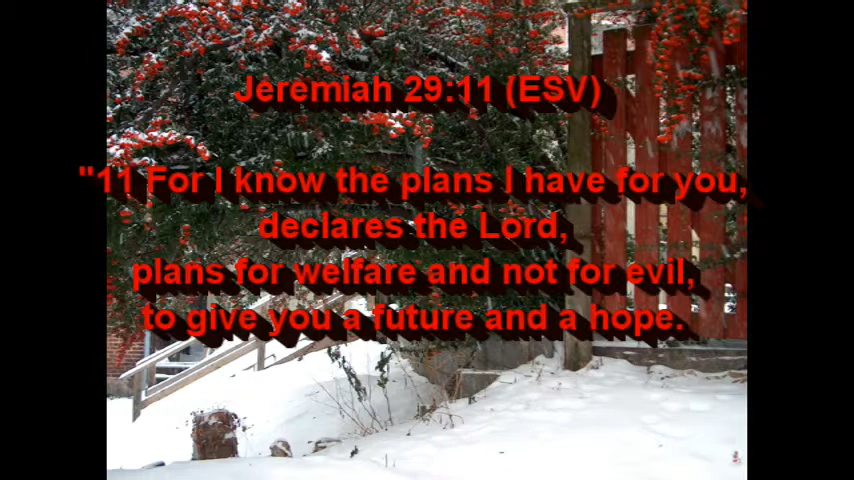 Jeremiah 29:11 (ESV)
"11 For I know the plans I have for you,
declares the Lord,
plans for welfare and not for evil,
to give you a future and a hope.